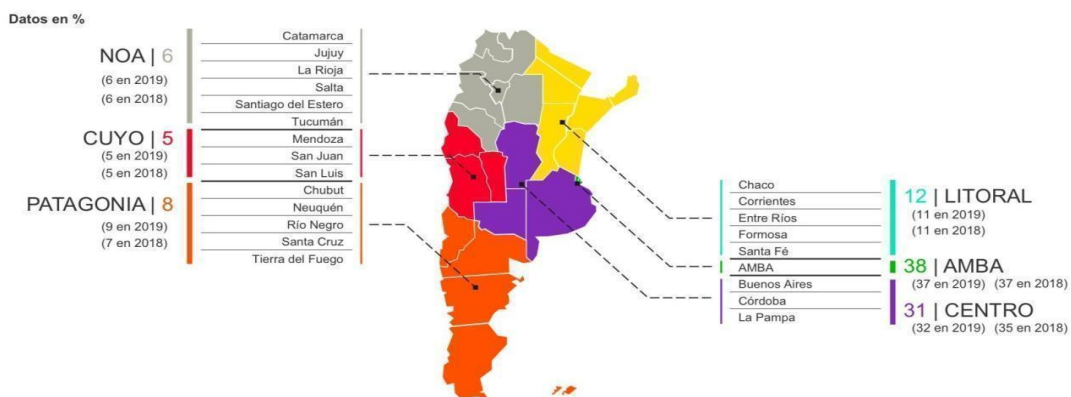 Datos en %
NOA | 6
(6 en 2019)
(6 en 2018)
Catamarca
Jujuy
La Rioja
Salta
Santiago del Estero
Tucumán
CUYO | 5
(5 en 2019)
(5 en 2018)
Mendoza
San Juan
San Luis
PATAGONIA | 8
(9 en 2019)
(7 en 2018)
Chubut
Neuquén
Río Negro
Santa Cruz
Tierra del Fuego
Chaco
Corrientes
Entre Ríos
Formosa
Santa Fé
12 | LITORAL
(11 en 2019)
(11 en 2018)
AMBA
38 | AMBA
(37 en 2019) (37 en 2018)
Buenos Aires
Córdoba
La Pampa
31 | CENTRO
(32 en 2019) (35 en 2018)